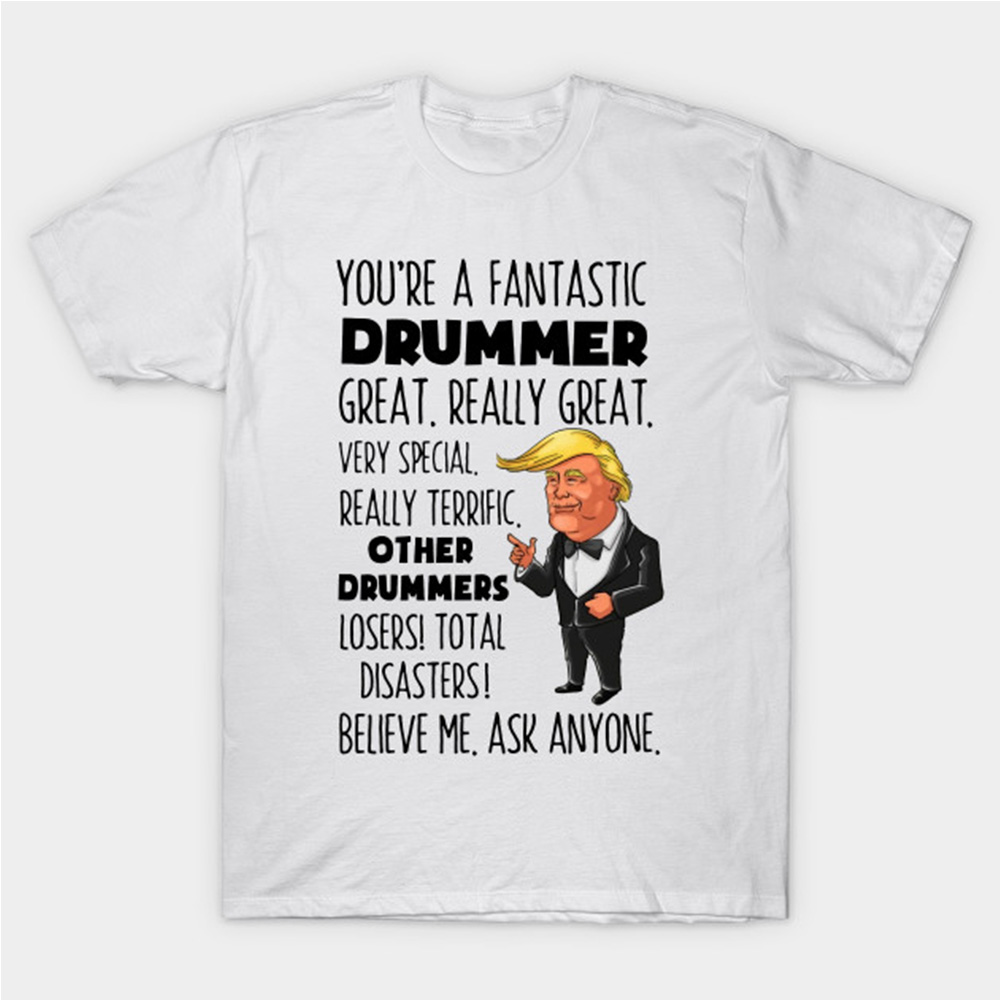 YOU'RE A FANTASTIC
DRUMMER
GREAT. REALLY GREAT.
VERY SPECIAL.
REALLY TERRIFIC.
OTHER
DRUMMERS
LOSERS! TOTAL
DISASTERS!
BELIEVE ME. ASK ANYONE.